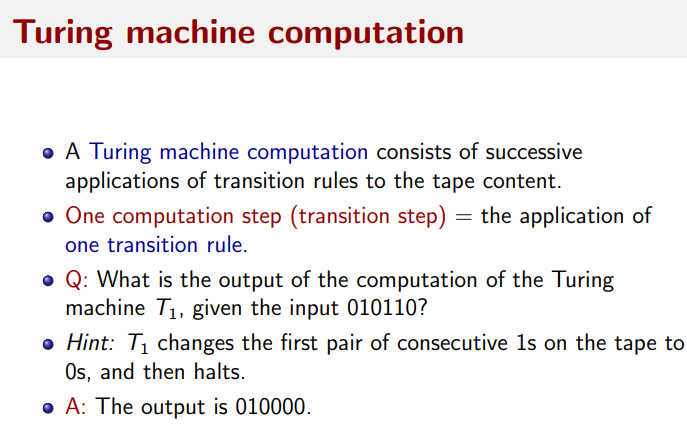 Turing machine computation
A Turing machine computation consists of successive
applications of transition rules to the tape content.
One computation step (transition step) = the application of
one transition rule.
Q: What is the output of the computation of the Turing
machine T₁, given the input 010110?
Hint: T₁ changes the first pair of consecutive 1s on the tape to
0s, and then halts.
A: The output is 010000.